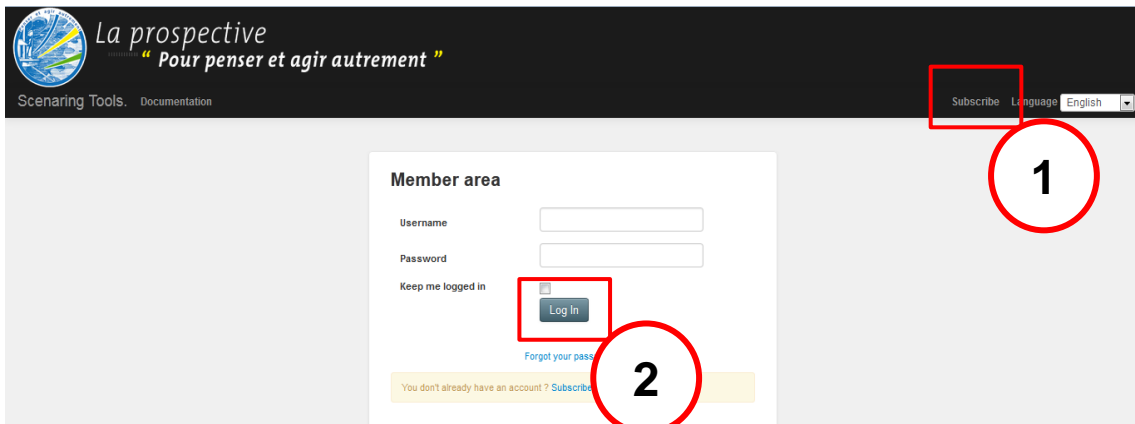 La prospective
“ Pour penser et agir autrement ”
Scenaring Tools. Documentation Subscribe Language English
1
Member area
Username
Password
Keep me logged in
Log In
Forgot your
2
You don't already have an account ? Subscribe